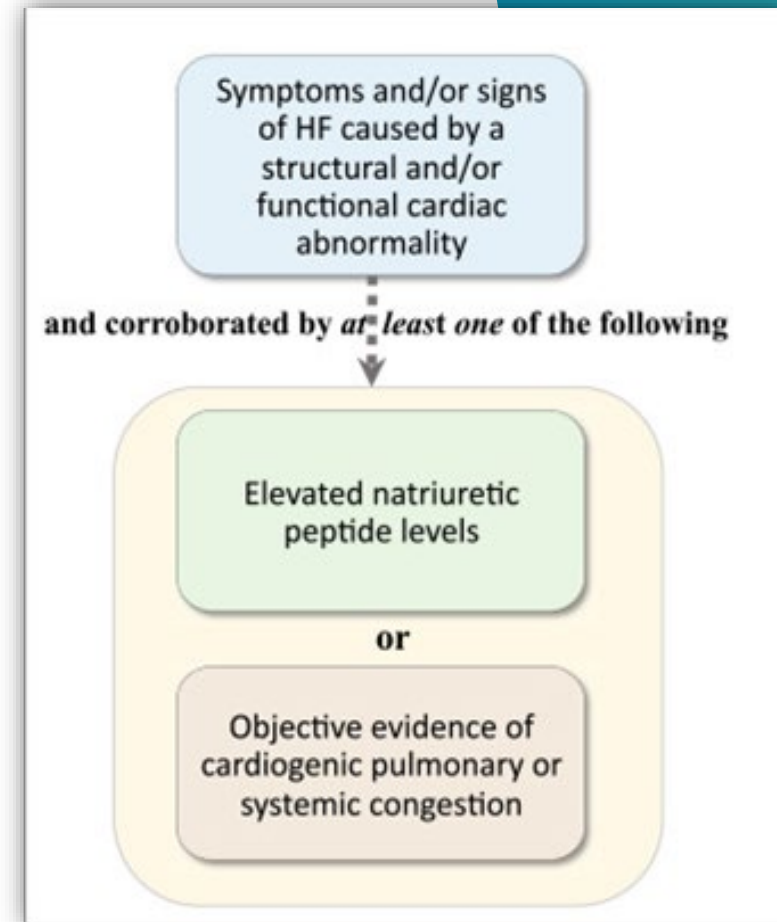 Symptoms and/or signs
of HF caused by a
structural and/or
functional cardiac
abnormality
and corroborated by at least one of the following
Elevated natriuretic
peptide levels
or
Objective evidence of
cardiogenic pulmonary or
systemic congestion